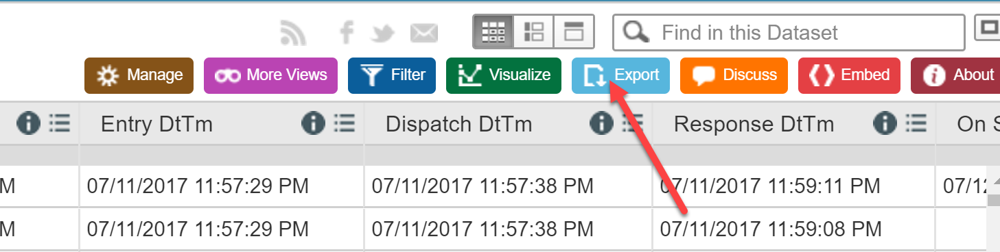 Find in this Dataset
Manage More Views Filter Visualize Export Discuss Embed About
Entry DtTm Dispatch DtTm Response DtTm On S
M 07/11/2017 11:57:29 PM 07/11/2017 11:57:38 PM 07/11/2017 11:59:11 PM 07/12
M 07/11/2017 11:57:29 PM 07/11/2017 11:57:38 PM 07/11/2017 11:59:08 PM